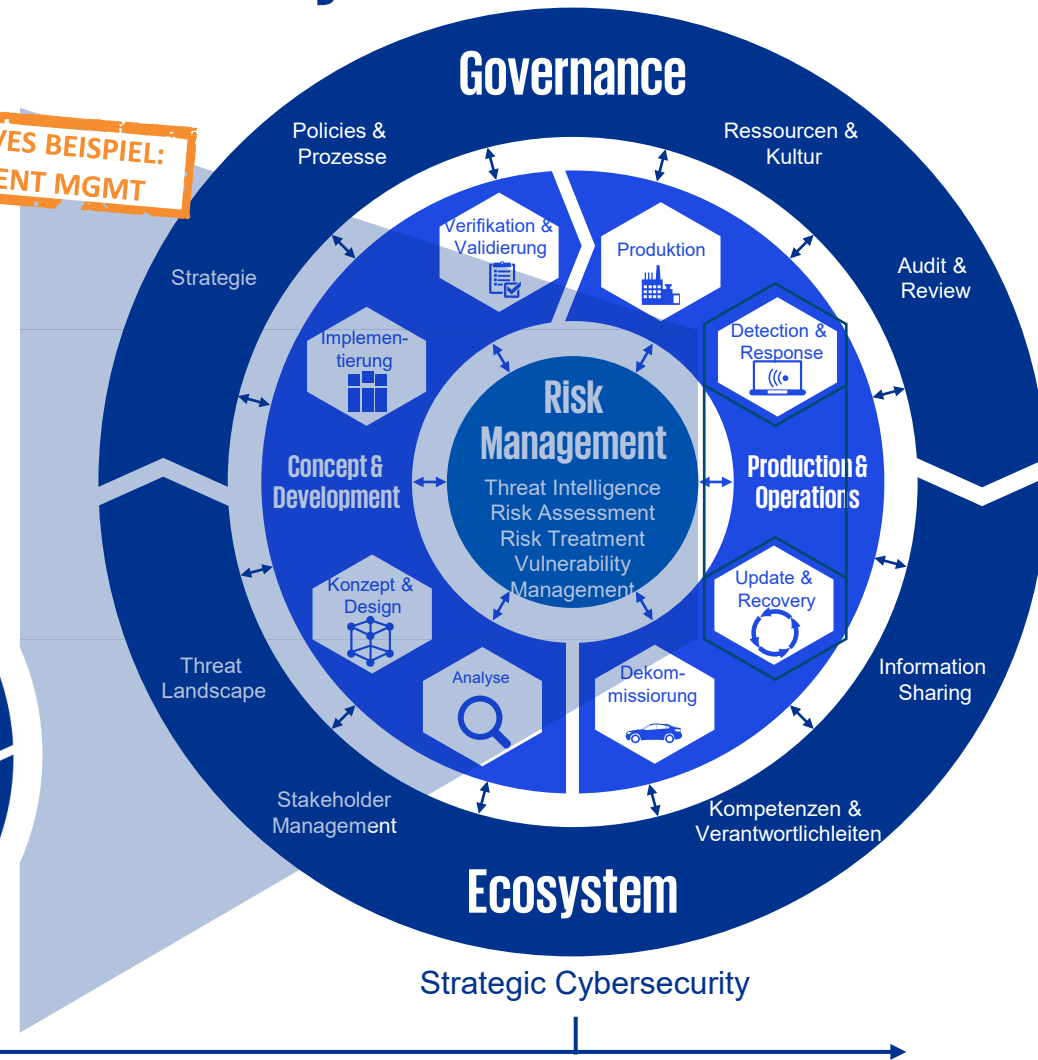 Governance
BEISPIEL:
MGMT
Policies &
Prozesse
Ressourcen &
Kultur
Strategie
Audit &
Review
Verifikation &
Validierung
Produktion
Implemen-
tierung
Detection &
Response
Risk
Management
Threat Intelligence
Risk Assessment
Risk Treatment
Vulnerability
Management
Concept &
Development
Production &
Operations
Konzept &
Design
Update &
Recovery
Analyse
Dekom-
missiorung
Threat
Landscape
Information
Sharing
Stakeholder
Management
Kompetenzen &
Verantwortlichleiten
Ecosystem
Strategic Cybersecurity